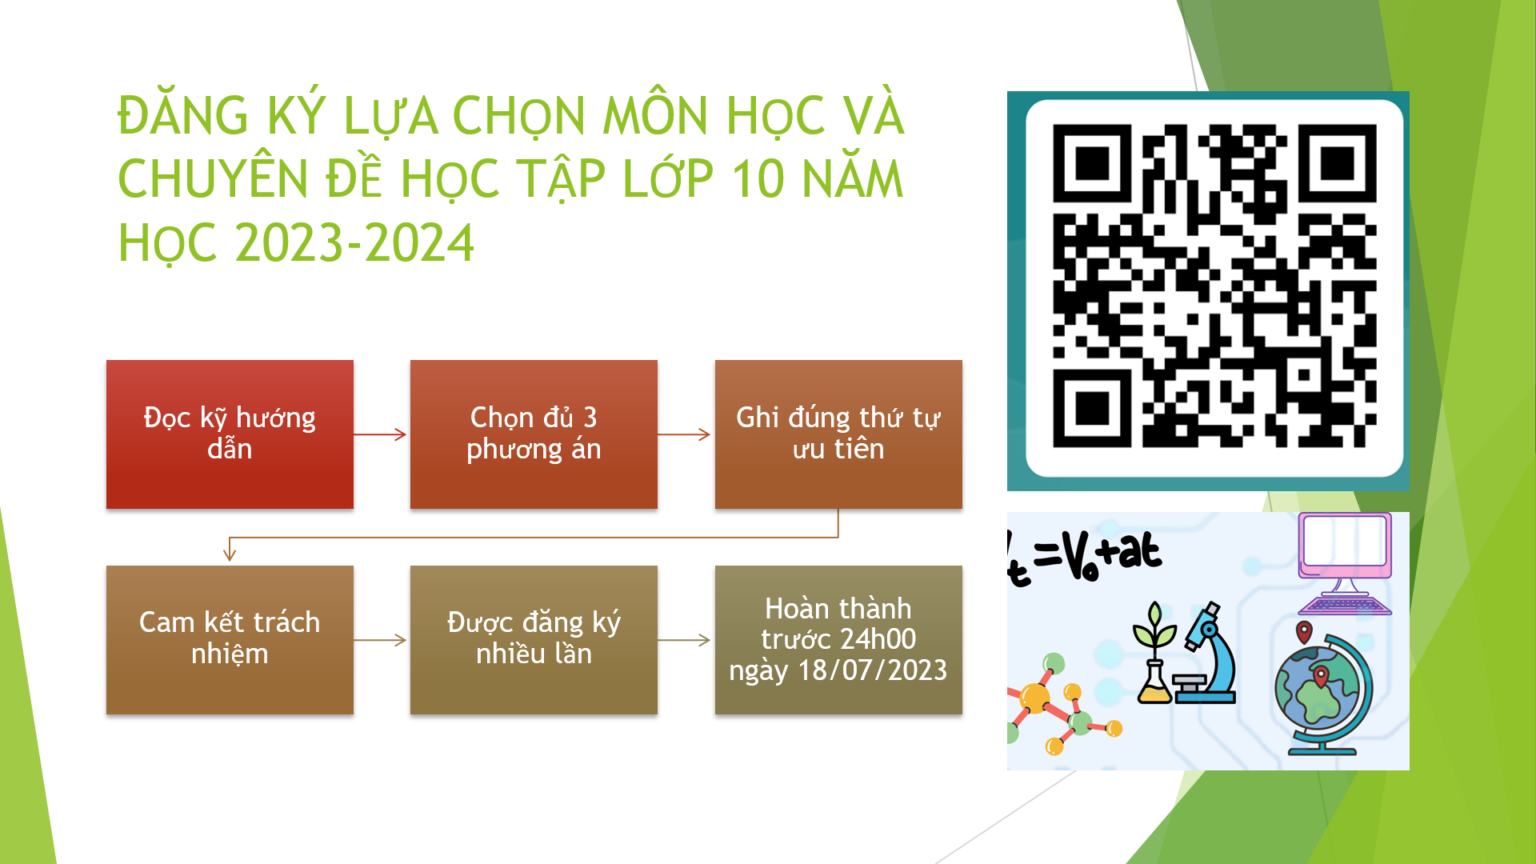 ĐĂNG KÝ LỰA CHỌN MÔN HỌC VÀ
CHUYÊN ĐỀ HỌC TẬP LỚP 10 NĂM
HỌC 2023-2024
Đọc kỹ hướng
dẫn
Chọn đủ 3
phương án
Ghi đúng thứ tự
ưu tiên
Cam kết trách
nhiệm
Được đăng ký
nhiều lần
Hoàn thành
trước 24h00
ngày 18/07/2023
t=V₀+at